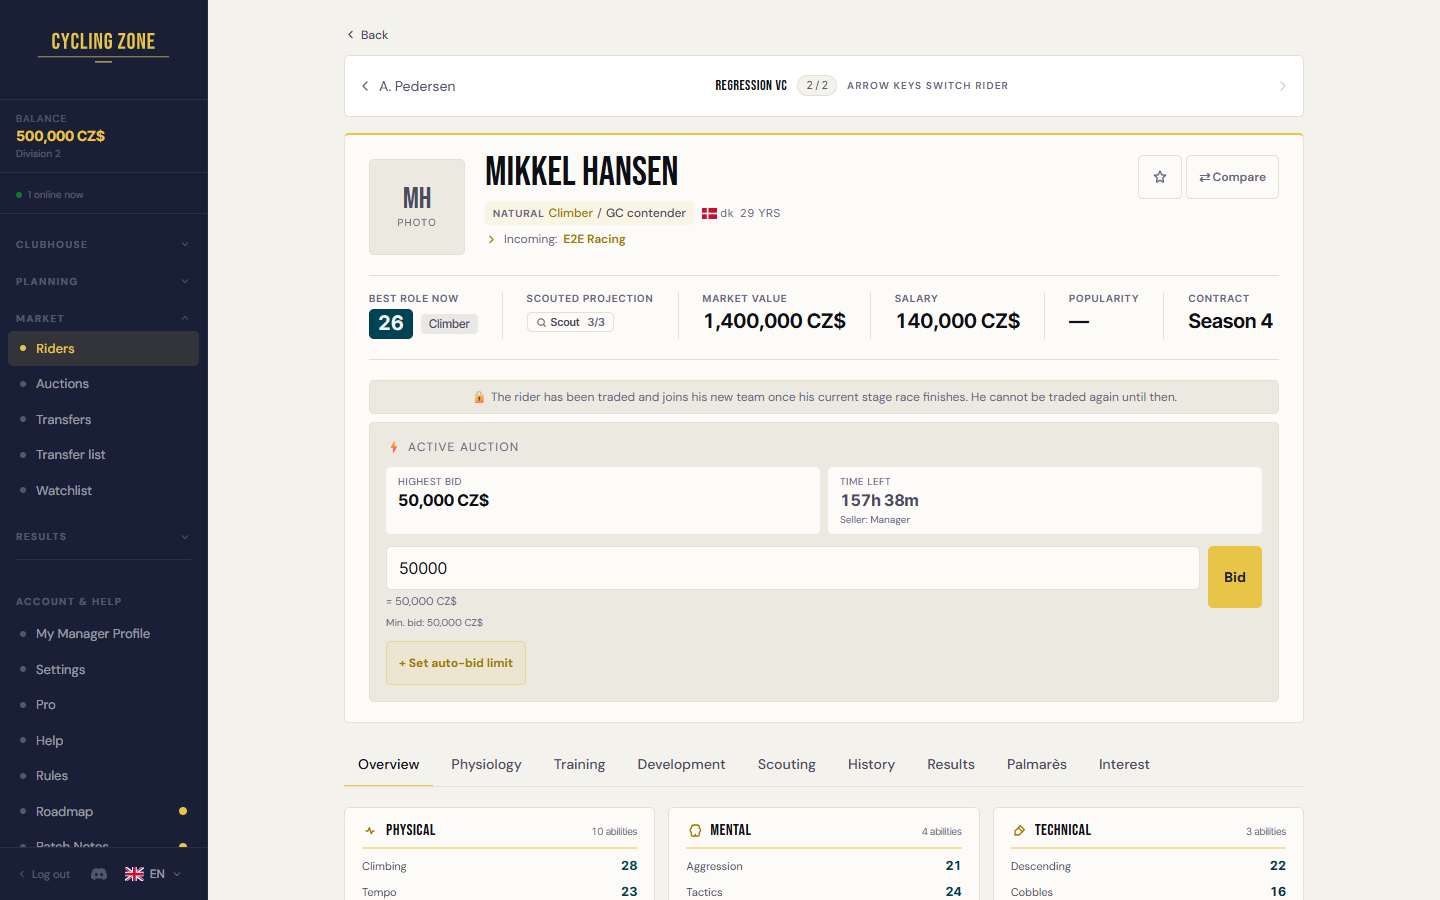 CYCLING ZONE
BALANCE
500,000 CZ$
Division 2
1 online now
CLUBHOUSE
PLANNING
MARKET
Riders
Auctions
Transfers
Transfer list
Watchlist
RESULTS
ACCOUNT & HELP
My Manager Profile
Settings
Pro
Help
Rules
Roadmap
Patch Notes
Log out
EN
Back
A. Pedersen
REGRESSION VC 2 / 2 ARROW KEYS SWITCH RIDER
MH
PHOTO
MIKKEL HANSEN
NATURAL Climber / GC contender dk 29 YRS
Incoming: E2E Racing
Compare
BEST ROLE NOW
26 Climber
SCOUTED PROJECTION
Scout 3/3
MARKET VALUE
1,400,000 CZ$
SALARY
140,000 CZ$
POPULARITY
—
CONTRACT
Season 4
The rider has been traded and joins his new team once his current stage race finishes. He cannot be traded again until then.
ACTIVE AUCTION
HIGHEST BID
50,000 CZ$
TIME LEFT
157h 38m
Seller: Manager
50000
Bid
= 50,000 CZ$
Min. bid: 50,000 CZ$
+ Set auto-bid limit
Overview Physiology Training Development Scouting History Results Palmarès Interest
PHYSICAL 10 abilities
Climbing 28
Tempo 23
MENTAL 4 abilities
Aggression 21
Tactics 24
TECHNICAL 3 abilities
Descending 22
Cobbles 16